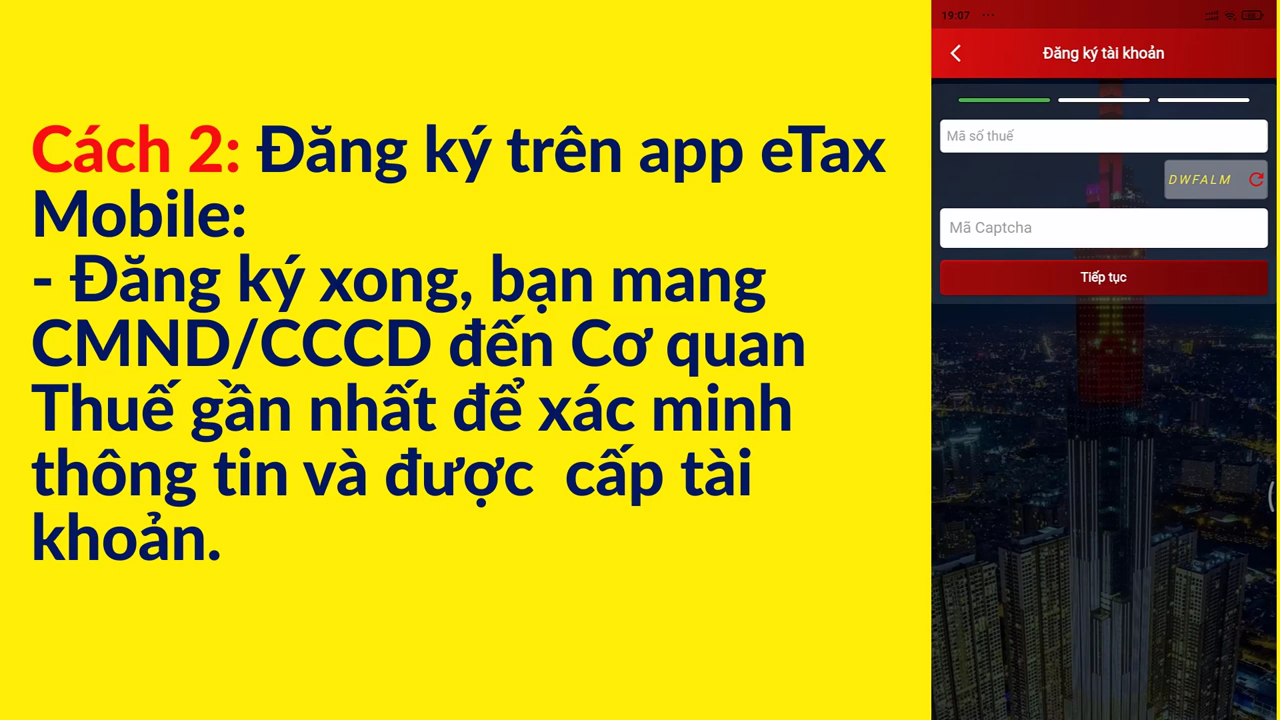 Cách 2: Đăng ký trên app eTax
Mobile:
- Đăng ký xong, bạn mang
CMND/CCCD đến Cơ quan
Thuế gần nhất để xác minh
thông tin và được  cấp tài
khoản.
19:07 ...
Đăng ký tài khoản
Mã số thuế
DWFALM
Mã Captcha
Tiếp tục